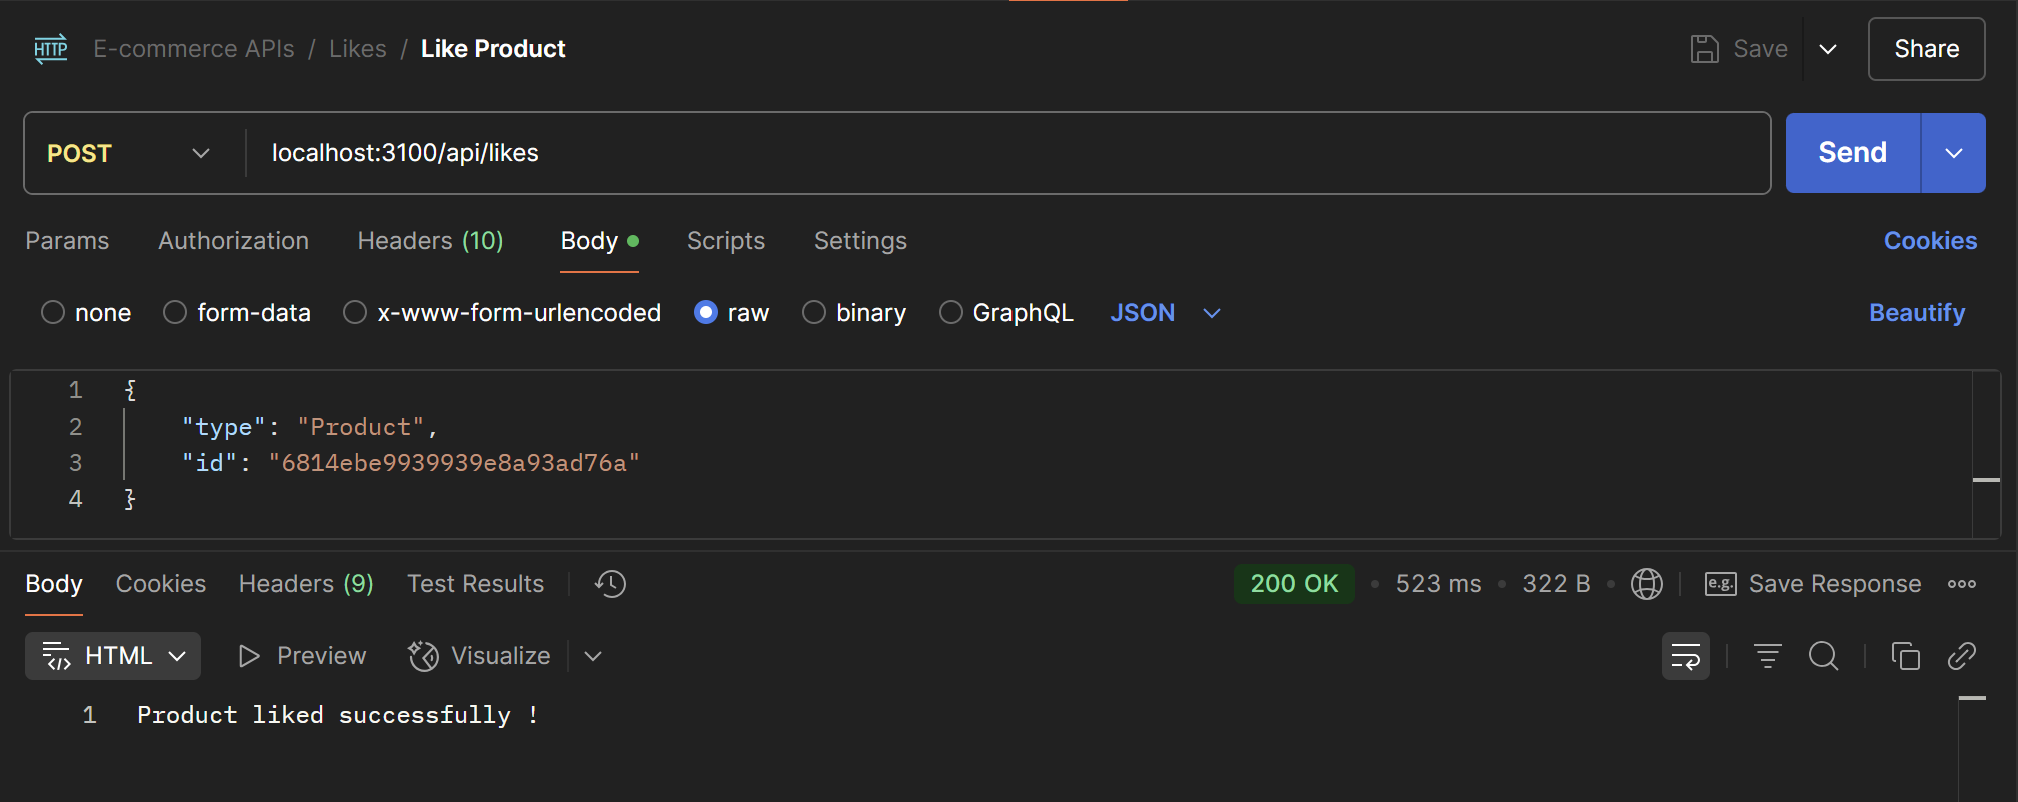 HTTP E-commerce APIs / Likes / Like Product Save Share
POST localhost:3100/api/likes Send
Params Authorization Headers (10) Body Scripts Settings Cookies
none form-data x-www-form-urlencoded raw binary GraphQL JSON Beautify
1 {
2 "type": "Product",
3 "id": "6814ebe9939939e8a93ad76a"
4 }
Body Cookies Headers (9) Test Results 200 OK • 523 ms • 322 B • e.g. Save Response
HTML Preview Visualize
1 Product liked successfully !